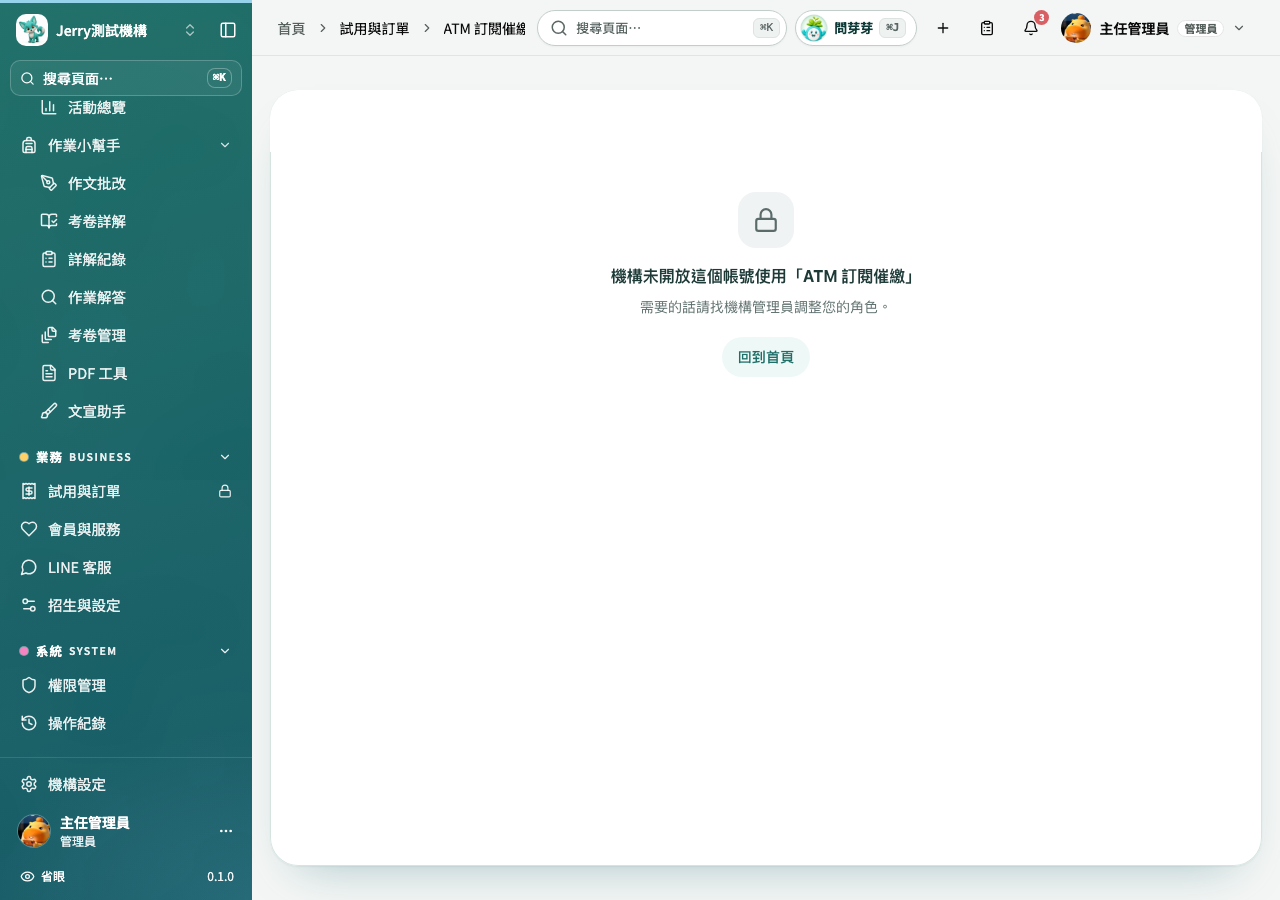 Jerry測試機構
搜尋頁面… ⌘K
活動總覽
作業小幫手
作文批改
考卷詳解
詳解紀錄
作業解答
考卷管理
PDF 工具
文宣助手
業務 BUSINESS
試用與訂單
會員與服務
LINE 客服
招生與設定
系統 SYSTEM
權限管理
操作紀錄
機構設定
主任管理員
管理員
省眼 0.1.0
首頁 試用與訂單 ATM 訂閱催繳 搜尋頁面… ⌘K 問芽芽 ⌘J 3 主任管理員 管理員
機構未開放這個帳號使用「ATM 訂閱催繳」
需要的話請找機構管理員調整您的角色。
回到首頁